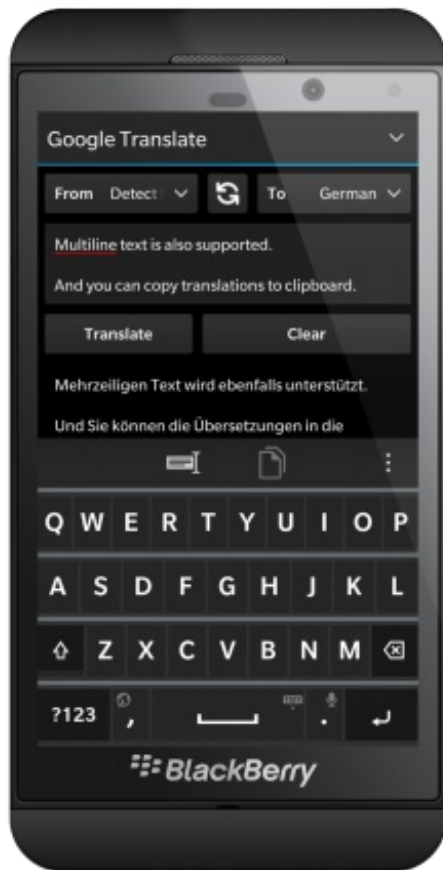 Google Translate
From Detect To German
Multiline text is also supported.
And you can copy translations to clipboard.
Translate Clear
Mehrzeiligen Text wird ebenfalls unterstützt.
Und Sie können die Übersetzungen in die
Q W E R T Y U I O P
A S D F G H J K L
Z X C V B N M
?123 , .
BlackBerry